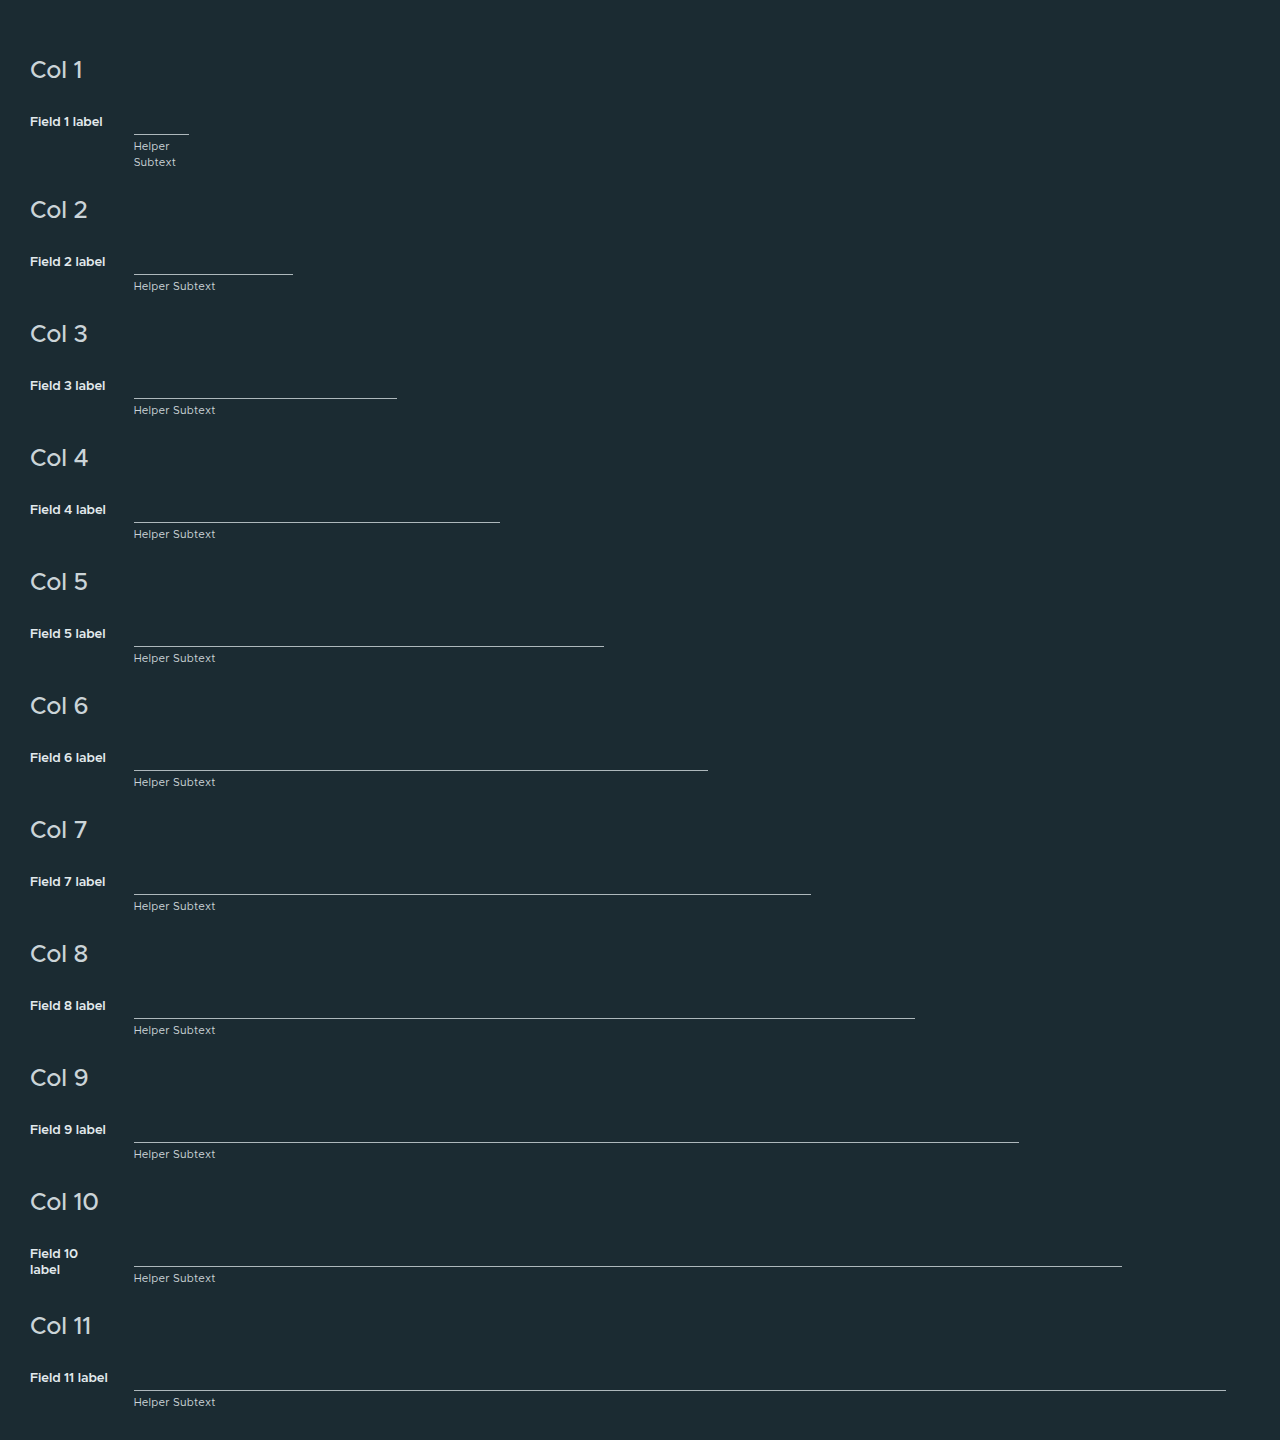 Col 1
Field 1 label
Helper
Subtext
Col 2
Field 2 label
Helper Subtext
Col 3
Field 3 label
Helper Subtext
Col 4
Field 4 label
Helper Subtext
Col 5
Field 5 label
Helper Subtext
Col 6
Field 6 label
Helper Subtext
Col 7
Field 7 label
Helper Subtext
Col 8
Field 8 label
Helper Subtext
Col 9
Field 9 label
Helper Subtext
Col 10
Field 10
label
Helper Subtext
Col 11
Field 11 label
Helper Subtext